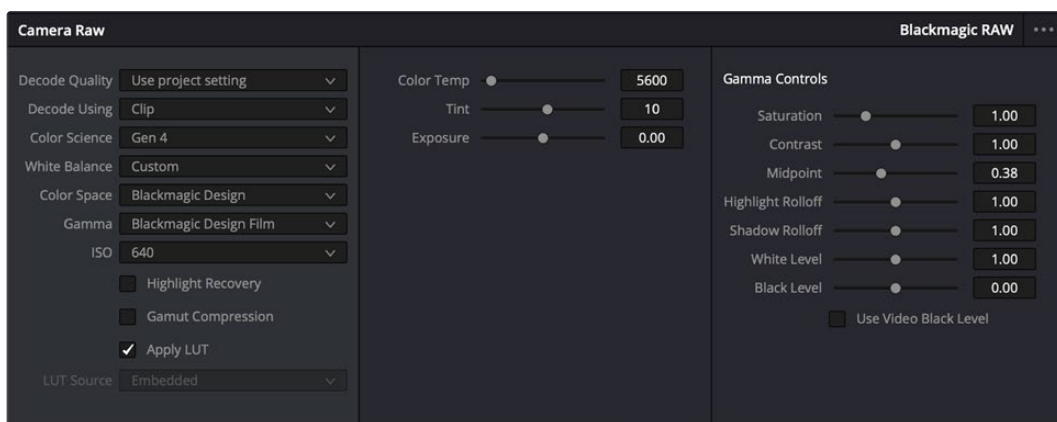 Camera Raw
Blackmagic RAW
Decode Quality Use project setting
Decode Using Clip
Color Science Gen 4
White Balance Custom
Color Space Blackmagic Design
Gamma Blackmagic Design Film
ISO 640
Highlight Recovery
Gamut Compression
Apply LUT
LUT Source Embedded
Color Temp 5600
Tint 10
Exposure 0.00
Gamma Controls
Saturation 1.00
Contrast 1.00
Midpoint 0.38
Highlight Rolloff 1.00
Shadow Rolloff 1.00
White Level 1.00
Black Level 0.00
Use Video Black Level